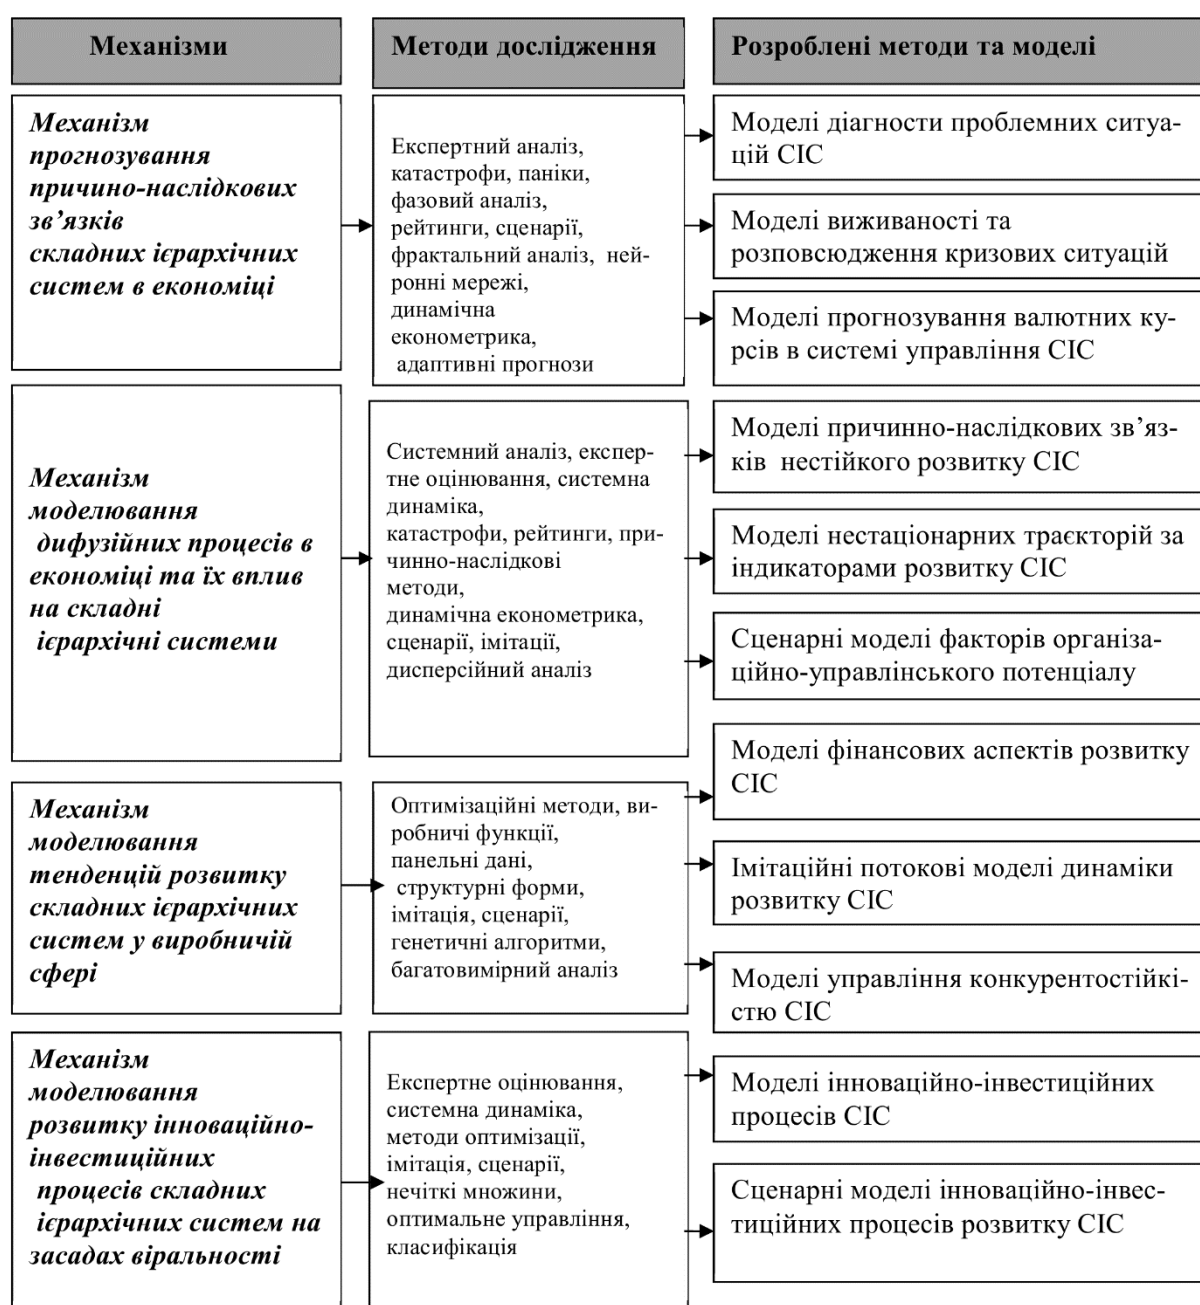 Механізми
Методи дослідження
Розроблені методи та моделі
Механізм
прогнозування
причино-наслідкових
зв’язків
складних ієрархічних
систем в економіці
Експертний аналіз,
катастрофи, паніки,
фазовий аналіз,
рейтинги, сценарії,
фрактальний аналіз, ней-
ронні мережі,
динамічна
економетрика,
адаптивні прогнози
Моделі діагности проблемних ситуа-
цій СІС
Моделі виживаності та
розповсюдження кризових ситуацій
Моделі прогнозування валютних ку-
рсів в системі управління СІС
Механізм
моделювання
дифузійних процесів в
економіці та їх вплив
на складні
ієрархічні системи
Системний аналіз, експер-
тне оцінювання, системна
динаміка,
катастрофи, рейтинги, при-
чинно-наслідкові
методи,
динамічна економетрика,
сценарії, імітації,
дисперсійний аналіз
Моделі причинно-наслідкових зв’яз-
ків нестійкого розвитку СІС
Моделі нестаціонарних траєкторій за
індикаторами розвитку СІС
Сценарні моделі факторів організа-
ційно-управлінського потенціалу
Механізм
моделювання
тенденцій розвитку
складних ієрархічних
систем у виробничій
сфері
Оптимізаційні методи, ви-
робничі функції,
панельні дані,
структурні форми,
імітація, сценарії,
генетичні алгоритми,
багатовимірний аналіз
Моделі фінансових аспектів розвитку
СІС
Імітаційні потокові моделі динаміки
розвитку СІС
Моделі управління конкурентостійкі-
стю СІС
Механізм
моделювання
розвитку інноваційно-
інвестиційних
процесів складних
ієрархічних систем на
засадах віральності
Експертне оцінювання,
системна динаміка,
методи оптимізації,
імітація, сценарії,
нечіткі множини,
оптимальне управління,
класифікація
Моделі інноваційно-інвестиційних
процесів СІС
Сценарні моделі інноваційно-інвес-
тиційних процесів розвитку СІС